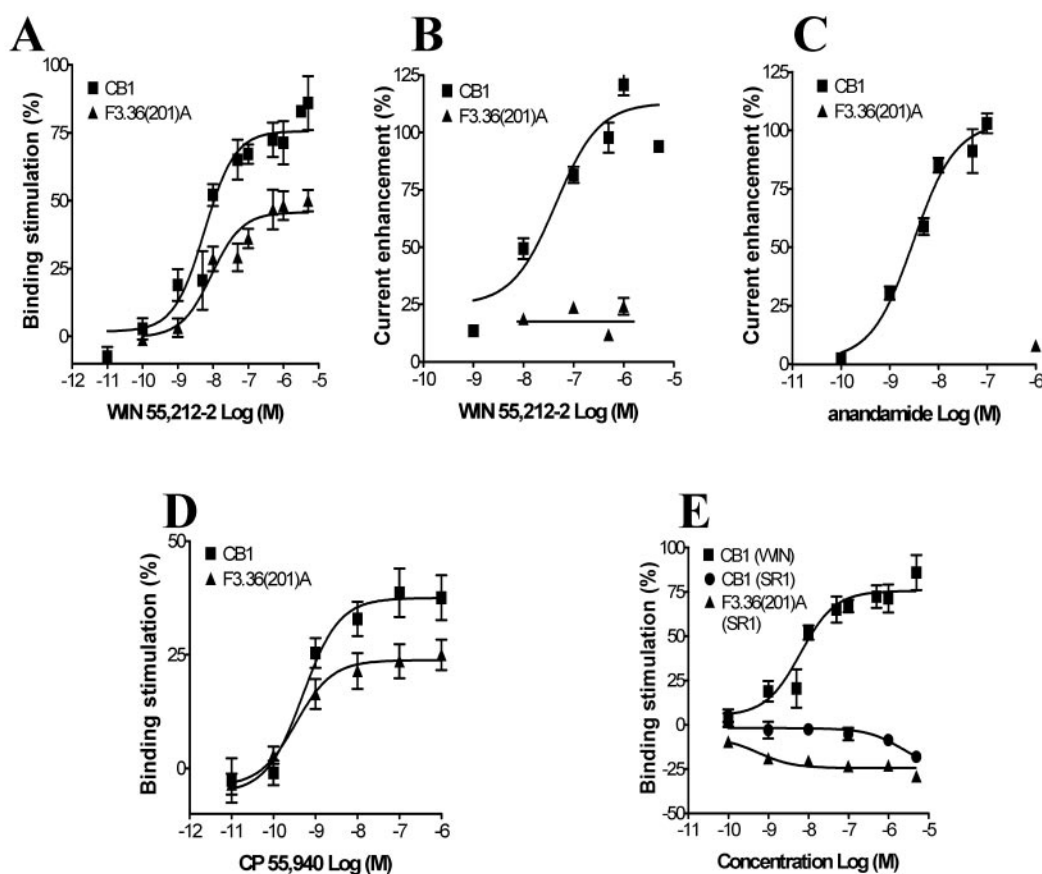 A
Binding stimulation (%)
100
75
50
25
0
CB1
F3.36(201)A
-12 -11 -10 -9 -8 -7 -6 -5
WIN 55,212-2 Log (M)
B
Current enhancement (%)
125
100
75
50
25
0
CB1
F3.36(201)A
-10 -9 -8 -7 -6 -5
WIN 55,212-2 Log (M)
C
Current enhancement (%)
125
100
75
50
25
0
CB1
F3.36(201)A
-11 -10 -9 -8 -7 -6
anandamide Log (M)
D
Binding stimulation (%)
50
25
0
CB1
F3.36(201)A
-12 -11 -10 -9 -8 -7 -6
CP 55,940 Log (M)
E
Binding stimulation (%)
100
75
50
25
0
-25
-50
CB1 (WIN)
CB1 (SR1)
F3.36(201)A
(SR1)
-11 -10 -9 -8 -7 -6 -5
Concentration Log (M)